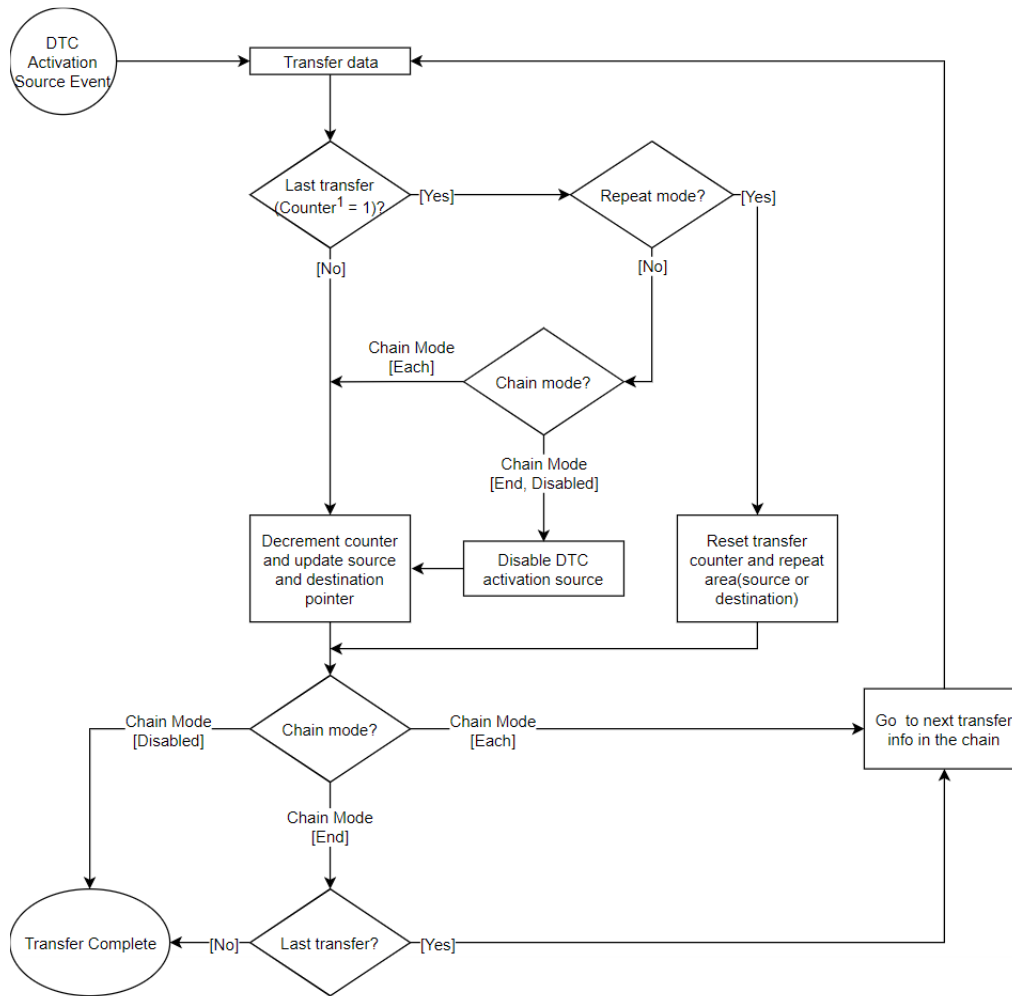 DTC
Activation
Source Event
Transfer data
Last transfer
(Counter¹ = 1)?
[Yes]
Repeat mode?
[Yes]
[No]
[No]
Chain Mode
[Each]
Chain mode?
Chain Mode
[End, Disabled]
Decrement counter
and update source
and destination
pointer
Disable DTC
activation source
Reset transfer
counter and repeat
area(source or
destination)
Chain Mode
[Disabled]
Chain mode?
Chain Mode
[Each]
Go to next transfer
info in the chain
Chain Mode
[End]
Transfer Complete
[No]
Last transfer?
[Yes]